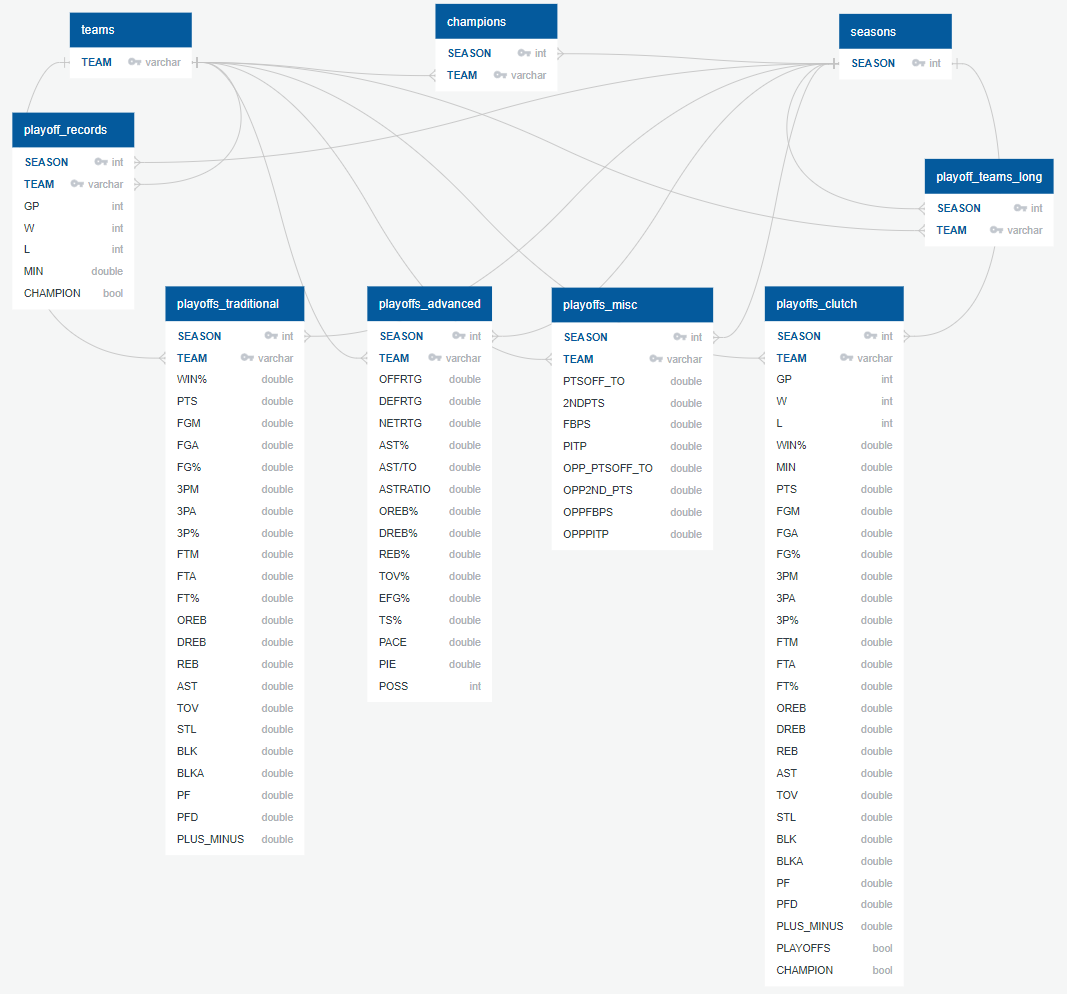 teams
TEAM varchar
champions
SEASON int
TEAM varchar
seasons
SEASON int
playoff_records
SEASON int
TEAM varchar
GP int
W int
L int
MIN double
CHAMPION bool
playoff_teams_long
SEASON int
TEAM varchar
playoffs_traditional
SEASON int
TEAM varchar
WIN% double
PTS double
FGM double
FGA double
FG% double
3PM double
3PA double
3P% double
FTM double
FTA double
FT% double
OREB double
DREB double
REB double
AST double
TOV double
STL double
BLK double
BLKA double
PF double
PFD double
PLUS_MINUS double
playoffs_advanced
SEASON int
TEAM varchar
OFFRTG double
DEFRTG double
NETRTG double
AST% double
AST/TO double
ASTRATIO double
OREB% double
DREB% double
REB% double
TOV% double
EFG% double
TS% double
PACE double
PIE double
POSS int
playoffs_misc
SEASON int
TEAM varchar
PTSOFF_TO double
2NDPTS double
FBPS double
PITP double
OPP_PTSOFF_TO double
OPP2ND_PTS double
OPPFBPS double
OPPPITP double
playoffs_clutch
SEASON int
TEAM varchar
GP int
W int
L int
WIN% double
MIN double
PTS double
FGM double
FGA double
FG% double
3PM double
3PA double
3P% double
FTM double
FTA double
FT% double
OREB double
DREB double
REB double
AST double
TOV double
STL double
BLK double
BLKA double
PF double
PFD double
PLUS_MINUS double
PLAYOFFS bool
CHAMPION bool